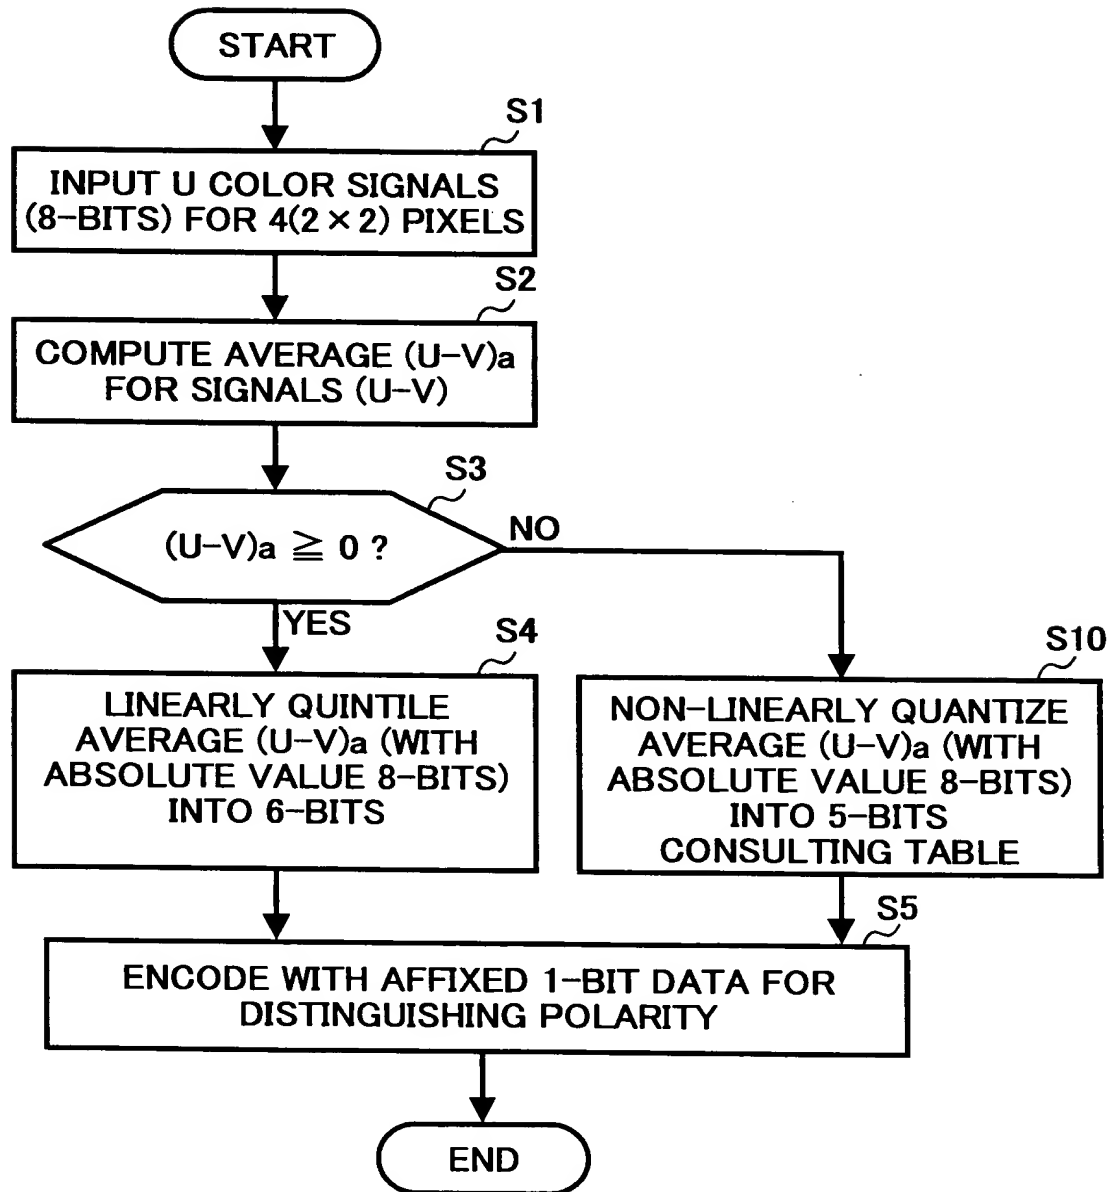 START
S1
INPUT U COLOR SIGNALS
(8-BITS) FOR 4(2 × 2) PIXELS
S2
COMPUTE AVERAGE (U-V)a
FOR SIGNALS (U-V)
S3
(U-V)a ≧ 0 ?
NO
YES
S4
LINEARLY QUINTILE
AVERAGE (U-V)a (WITH
ABSOLUTE VALUE 8-BITS)
INTO 6-BITS
S10
NON-LINEARLY QUANTIZE
AVERAGE (U-V)a (WITH
ABSOLUTE VALUE 8-BITS)
INTO 5-BITS
CONSULTING TABLE
S5
ENCODE WITH AFFIXED 1-BIT DATA FOR
DISTINGUISHING POLARITY
END